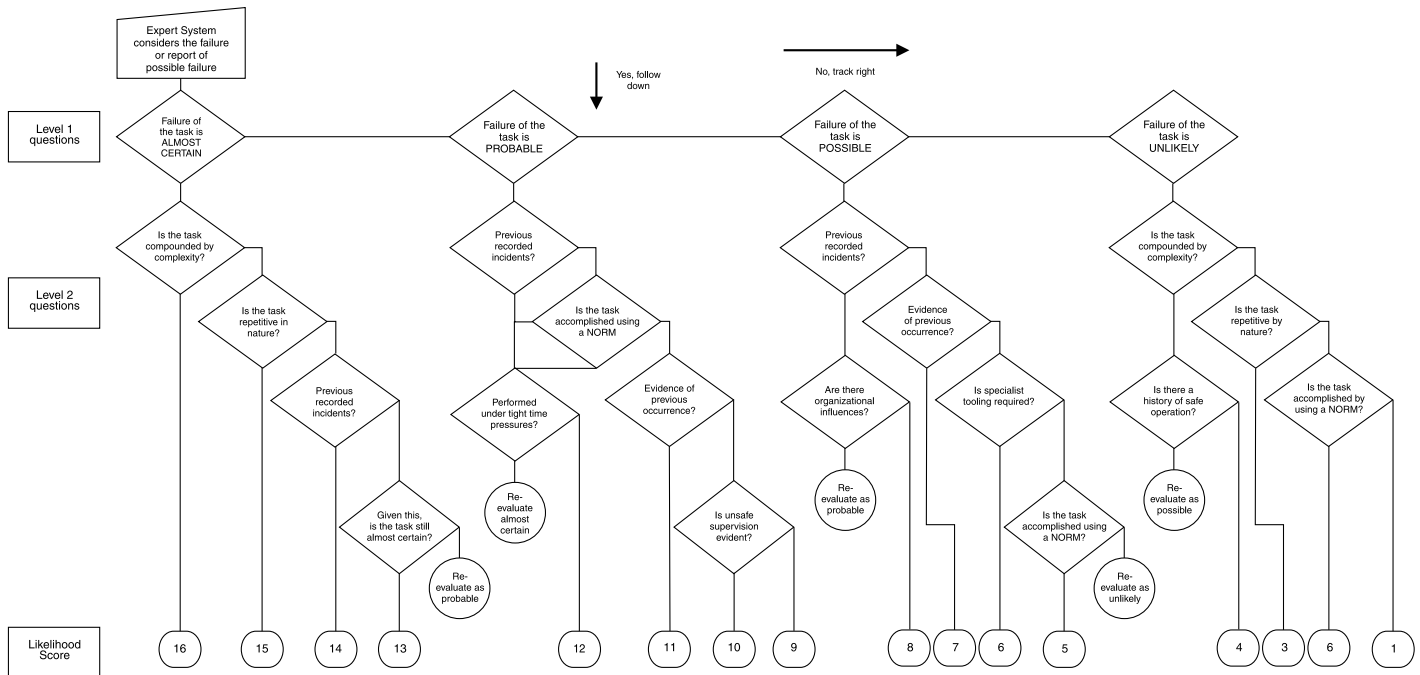 Expert System
considers the failure
or report of
possible failure
Yes, follow
down
No, track right
Level 1
questions
Failure of
the task is
ALMOST
CERTAIN
Failure of the
task is
PROBABLE
Failure of the
task is
POSSIBLE
Failure of
the task is
UNLIKELY
Level 2
questions
Is the task
compounded by
complexity?
Is the task
repetitive in
nature?
Previous
recorded
incidents?
Given this,
is the task still
almost certain?
Re-
evaluate as
probable
Previous
recorded
incidents?
Is the task
accomplished using
a NORM
Performed
under tight time
pressures?
Re-
evaluate
almost
certain
Evidence of
previous
occurrence?
Is unsafe
supervision
evident?
Previous
recorded
incidents?
Evidence
of previous
occurrence?
Are there
organizational
influences?
Re-
evaluate as
probable
Is specialist
tooling required?
Is the task
accomplished using
a NORM?
Re-
evaluate as
unlikely
Is the task
compounded by
complexity?
Is the task
repetitive by
nature?
Is there a
history of safe
operation?
Re-
evaluate as
possible
Is the task
accomplished by
using a NORM?
Likelihood
Score
16
15
14
13
12
11
10
9
8
7
6
5
4
3
6
1